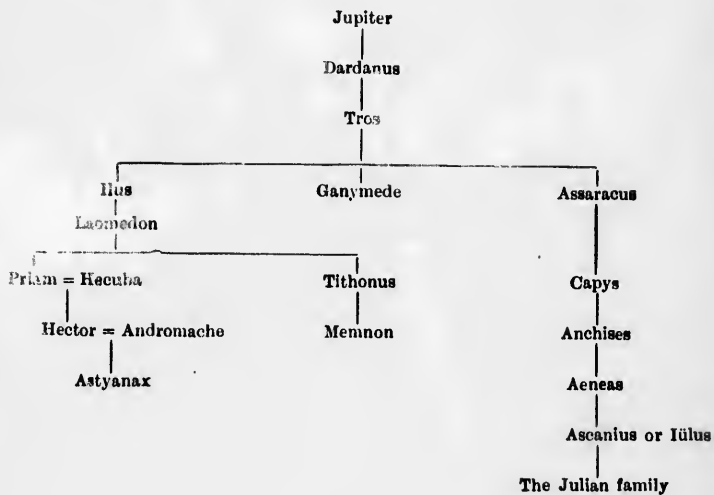 Jupiter
Dardanus
Tros
Ilus Ganymede Assaracus
Laomedon
Priam = Hecuba Tithonus Capys
Hector = Andromache Memnon Anchises
Astyanax Aeneas
Ascanius or Iülus
The Julian family